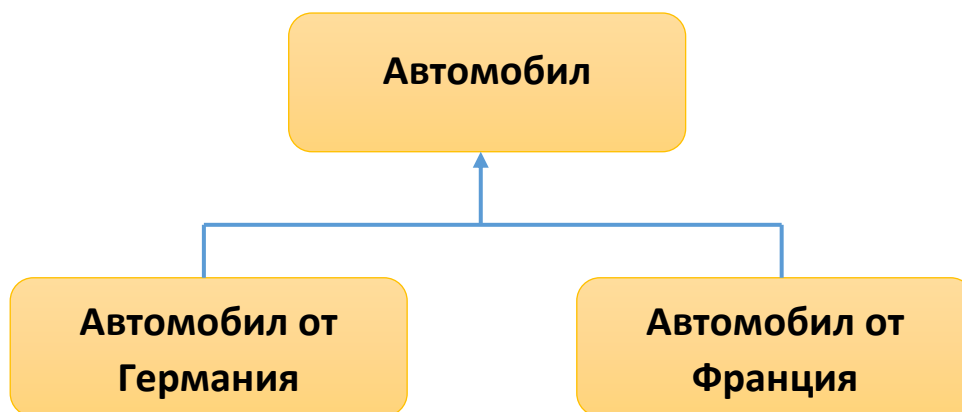 Автомобил
Автомобил от
Германия
Автомобил от
Франция